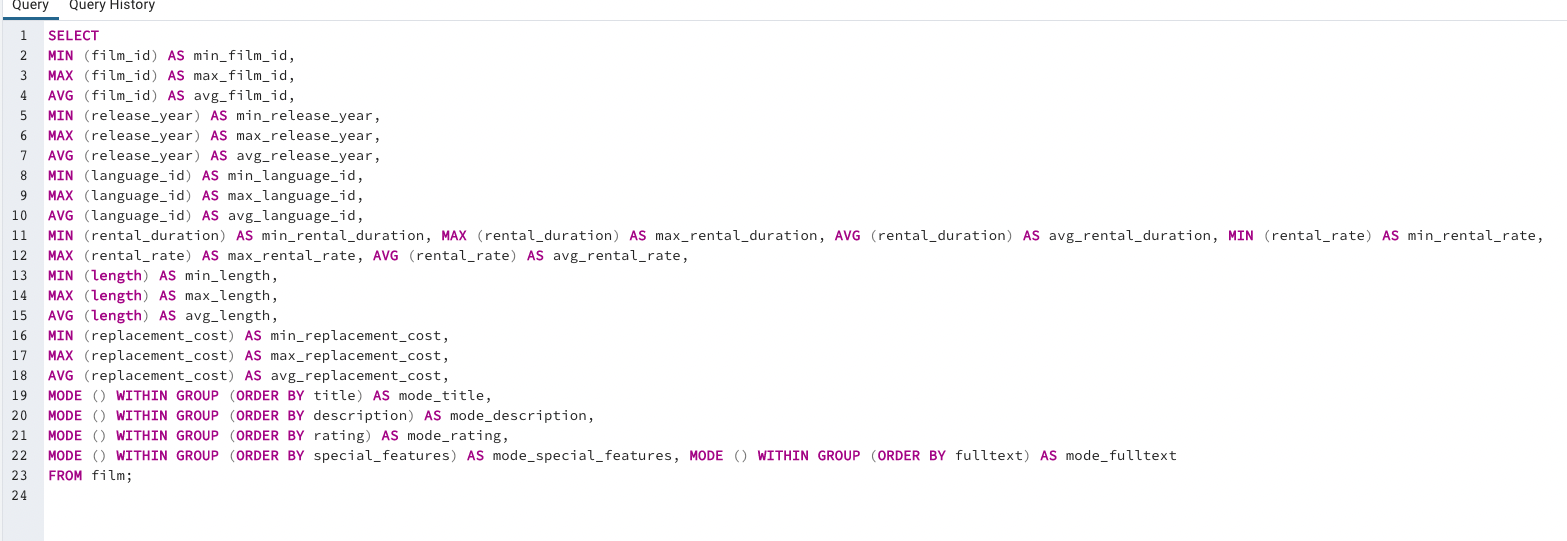 Query Query History
1 SELECT
2 MIN (film_id) AS min_film_id,
3 MAX (film_id) AS max_film_id,
4 AVG (film_id) AS avg_film_id,
5 MIN (release_year) AS min_release_year,
6 MAX (release_year) AS max_release_year,
7 AVG (release_year) AS avg_release_year,
8 MIN (language_id) AS min_language_id,
9 MAX (language_id) AS max_language_id,
10 AVG (language_id) AS avg_language_id,
11 MIN (rental_duration) AS min_rental_duration, MAX (rental_duration) AS max_rental_duration, AVG (rental_duration) AS avg_rental_duration, MIN (rental_rate) AS min_rental_rate,
12 MAX (rental_rate) AS max_rental_rate, AVG (rental_rate) AS avg_rental_rate,
13 MIN (length) AS min_length,
14 MAX (length) AS max_length,
15 AVG (length) AS avg_length,
16 MIN (replacement_cost) AS min_replacement_cost,
17 MAX (replacement_cost) AS max_replacement_cost,
18 AVG (replacement_cost) AS avg_replacement_cost,
19 MODE () WITHIN GROUP (ORDER BY title) AS mode_title,
20 MODE () WITHIN GROUP (ORDER BY description) AS mode_description,
21 MODE () WITHIN GROUP (ORDER BY rating) AS mode_rating,
22 MODE () WITHIN GROUP (ORDER BY special_features) AS mode_special_features, MODE () WITHIN GROUP (ORDER BY fulltext) AS mode_fulltext
23 FROM film;
24